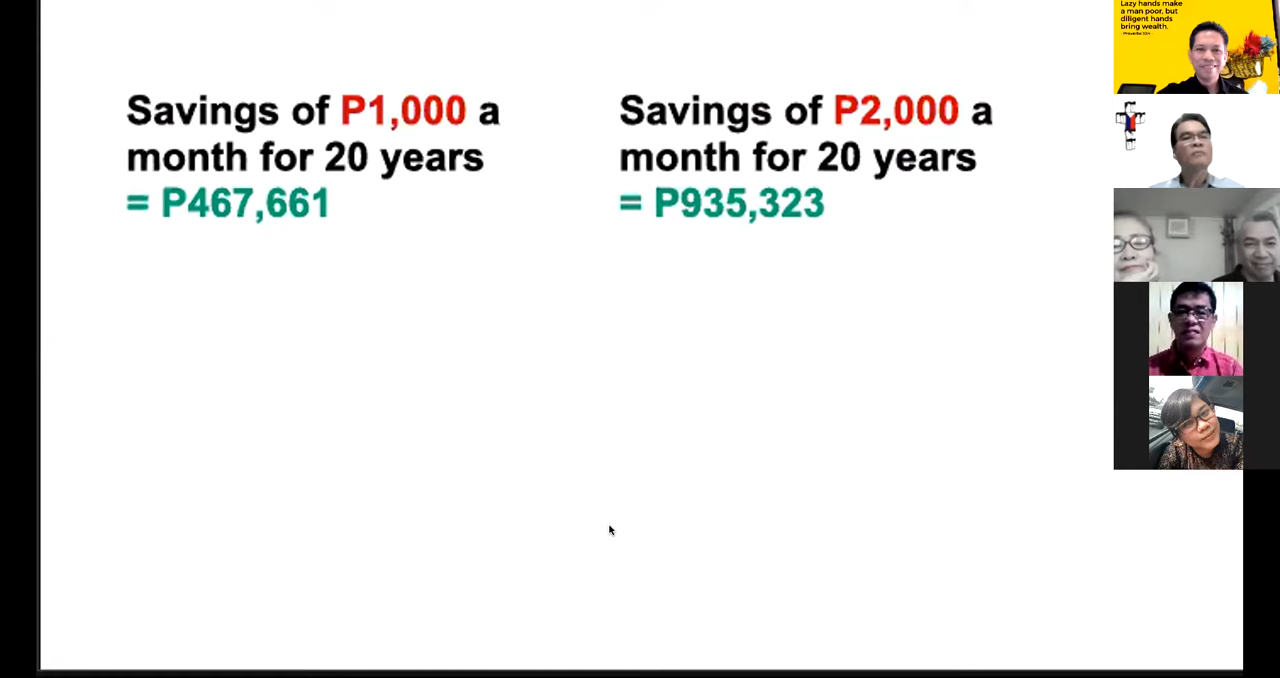 Savings of P1,000 a
month for 20 years
= P467,661
Savings of P2,000 a
month for 20 years
= P935,323
Lazy hands make
a man poor, but
diligent hands
bring wealth.